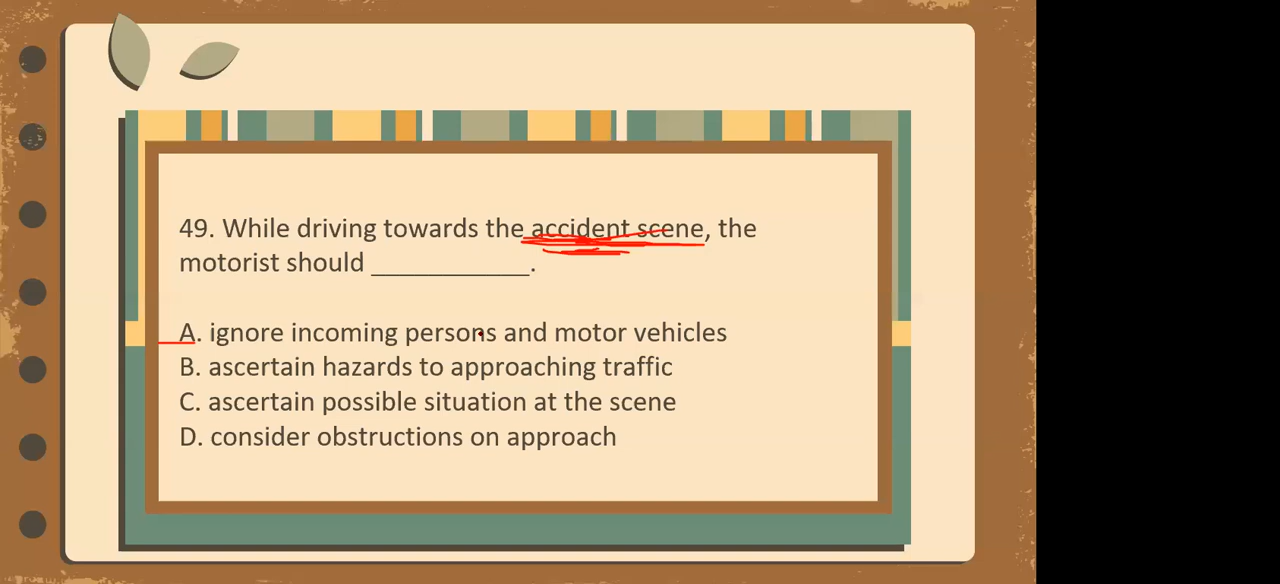 49. While driving towards the accident scene, the
motorist should ____________.
A. ignore incoming persons and motor vehicles
B. ascertain hazards to approaching traffic
C. ascertain possible situation at the scene
D. consider obstructions on approach